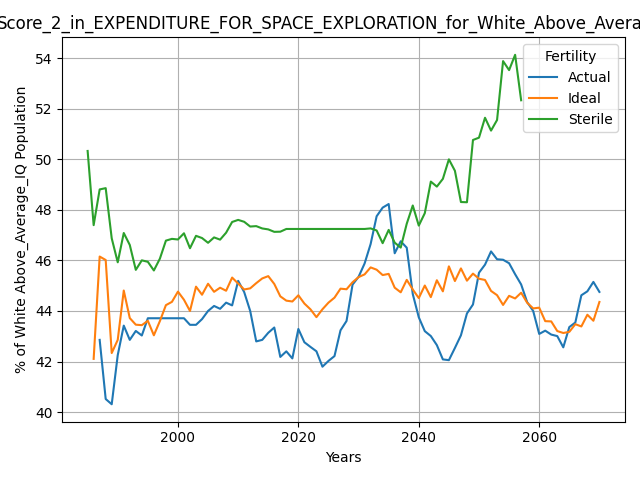 Score_2_in_EXPENDITURE_FOR_SPACE_EXPLORATION_for_White_Above_Avera
Fertility
Actual
Ideal
Sterile
% of White Above_Average_IQ Population
54
52
50
48
46
44
42
40
2000
2020
2040
2060
Years